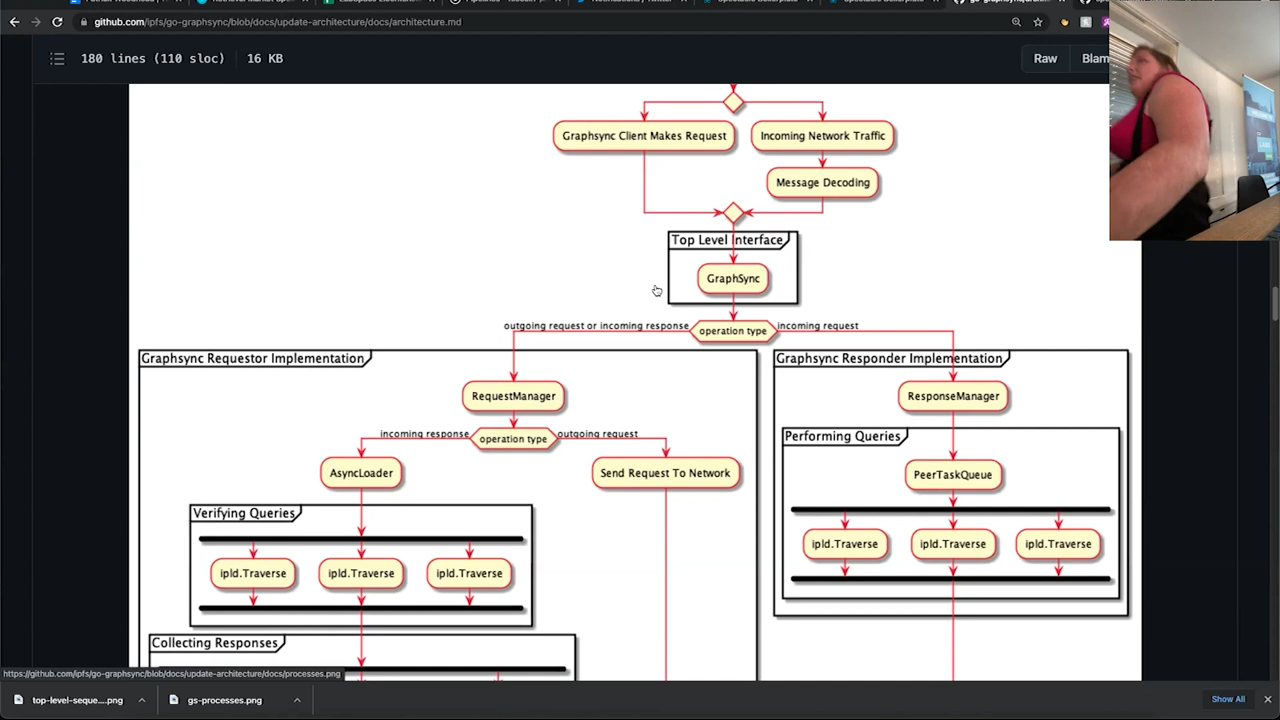 github.com/ipfs/go-graphsync/blob/docs/update-architecture/docs/architecture.md
180 lines (110 sloc) 16 KB
Raw
Blam
Graphsync Client Makes Request
Incoming Network Traffic
Message Decoding
Top Level Interface
GraphSync
outgoing request or incoming response
operation type
incoming request
Graphsync Requestor Implementation
Graphsync Responder Implementation
RequestManager
ResponseManager
incoming response
operation type
outgoing request
Performing Queries
AsyncLoader
Send Request To Network
PeerTaskQueue
Verifying Queries
ipld.Traverse
ipld.Traverse
ipld.Traverse
ipld.Traverse
ipld.Traverse
ipld.Traverse
Collecting Responses
https://github.com/ipfs/go-graphsync/blob/docs/update-architecture/docs/processes.png
top-level-seque....png
gs-processes.png
Show All